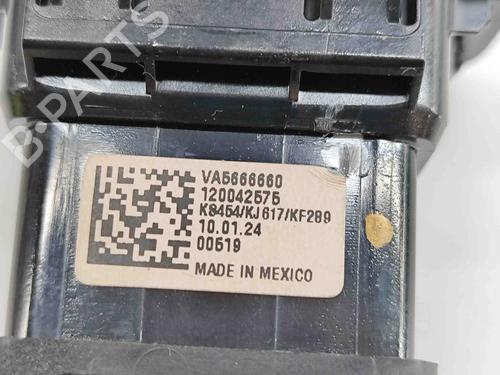 B-PARTS
VA5666660
120042575
K8454/KJ617/KF289
10.01.24
00519
MADE IN MEXICO